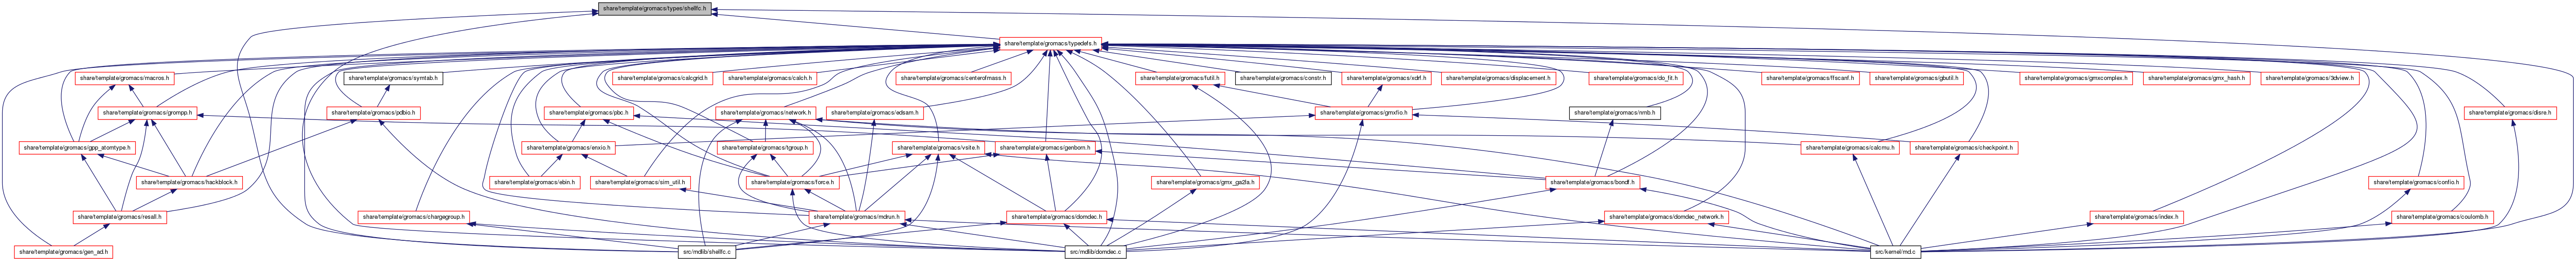 share/template/gromacs/types/shellfc.h
share/template/gromacs/typedefs.h
share/template/gromacs/macros.h
share/template/gromacs/symtab.h
share/template/gromacs/calcgrid.h
share/template/gromacs/calch.h
share/template/gromacs/centerofmass.h
share/template/gromacs/futil.h
share/template/gromacs/constr.h
share/template/gromacs/xdrf.h
share/template/gromacs/displacement.h
share/template/gromacs/do_fit.h
share/template/gromacs/ffscanf.h
share/template/gromacs/gbutil.h
share/template/gromacs/gmxcomplex.h
share/template/gromacs/gmx_hash.h
share/template/gromacs/3dview.h
share/template/gromacs/grompp.h
share/template/gromacs/pdbio.h
share/template/gromacs/pbc.h
share/template/gromacs/network.h
share/template/gromacs/edsam.h
share/template/gromacs/gmxfio.h
share/template/gromacs/nrnb.h
share/template/gromacs/disre.h
share/template/gromacs/gpp_atomtype.h
share/template/gromacs/enxio.h
share/template/gromacs/tgroup.h
share/template/gromacs/vsite.h
share/template/gromacs/genborn.h
share/template/gromacs/calcmu.h
share/template/gromacs/checkpoint.h
share/template/gromacs/hackblock.h
share/template/gromacs/ebin.h
share/template/gromacs/sim_util.h
share/template/gromacs/force.h
share/template/gromacs/gmx_ga2la.h
share/template/gromacs/bondf.h
share/template/gromacs/confio.h
share/template/gromacs/resall.h
share/template/gromacs/chargegroup.h
share/template/gromacs/mdrun.h
share/template/gromacs/domdec.h
share/template/gromacs/domdec_network.h
share/template/gromacs/index.h
share/template/gromacs/coulomb.h
share/template/gromacs/gen_ad.h
src/mdlib/shellfc.c
src/mdlib/domdec.c
src/kernel/md.c